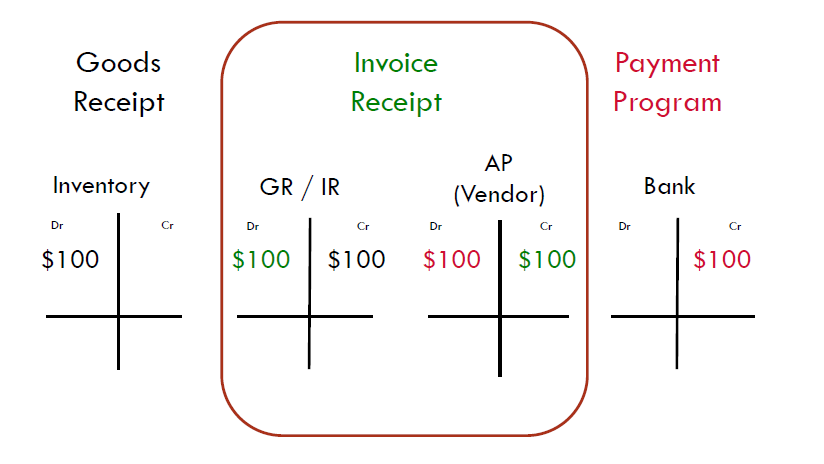 Goods
Receipt
Invoice
Receipt
Payment
Program
Inventory
GR / IR
AP
(Vendor)
Bank
Dr Cr Dr Cr Dr Cr Dr Cr
$100 $100 $100 $100 $100 $100